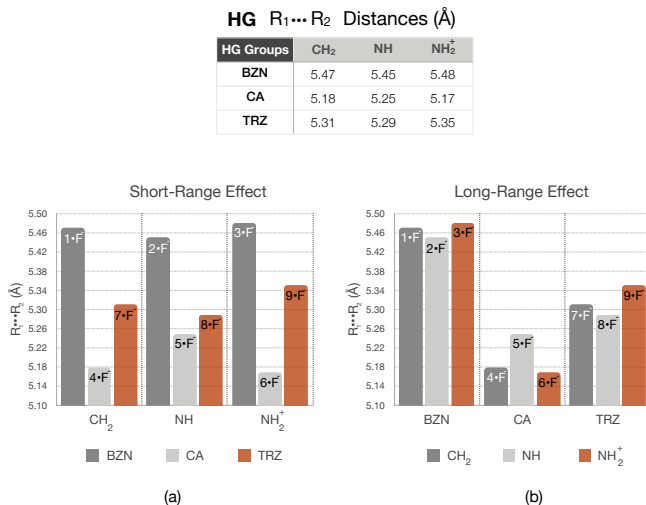 HG R₁••• R₂ Distances (Å)
HG Groups CH₂ NH NH₂⁺
BZN 5.47 5.45 5.48
CA 5.18 5.25 5.17
TRZ 5.31 5.29 5.35
Short-Range Effect
5.50
5.46
5.42
5.38
5.34
5.30
5.26
5.22
5.18
5.14
5.10
R₁•••R₂ (Å)
1•F⁻
4•F⁻
7•F⁻
2•F⁻
5•F⁻
8•F⁻
3•F⁻
6•F⁻
9•F⁻
CH₂ NH NH₂⁺
BZN CA TRZ
(a)
Long-Range Effect
5.50
5.46
5.42
5.38
5.34
5.30
5.26
5.22
5.18
5.14
5.10
R₁•••R₂ (Å)
1•F⁻
2•F⁻
3•F⁻
4•F⁻
5•F⁻
6•F⁻
7•F⁻
8•F⁻
9•F⁻
BZN CA TRZ
CH₂ NH NH₂⁺
(b)